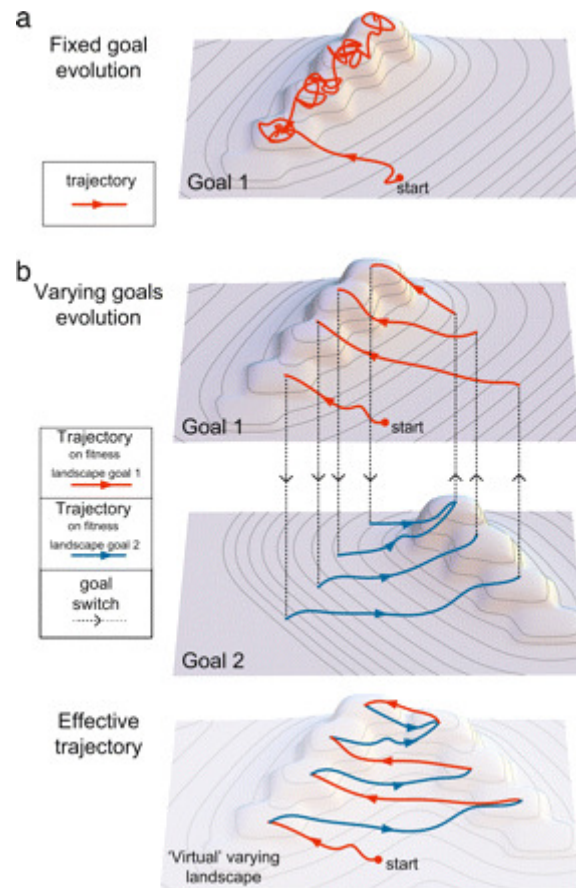 a
Fixed goal
evolution
trajectory
Goal 1
start
b
Varying goals
evolution
Goal 1
start
Trajectory
on fitness
landscape goal 1
Trajectory
on fitness
landscape goal 2
goal
switch
Goal 2
Effective
trajectory
'Virtual' varying
landscape
start